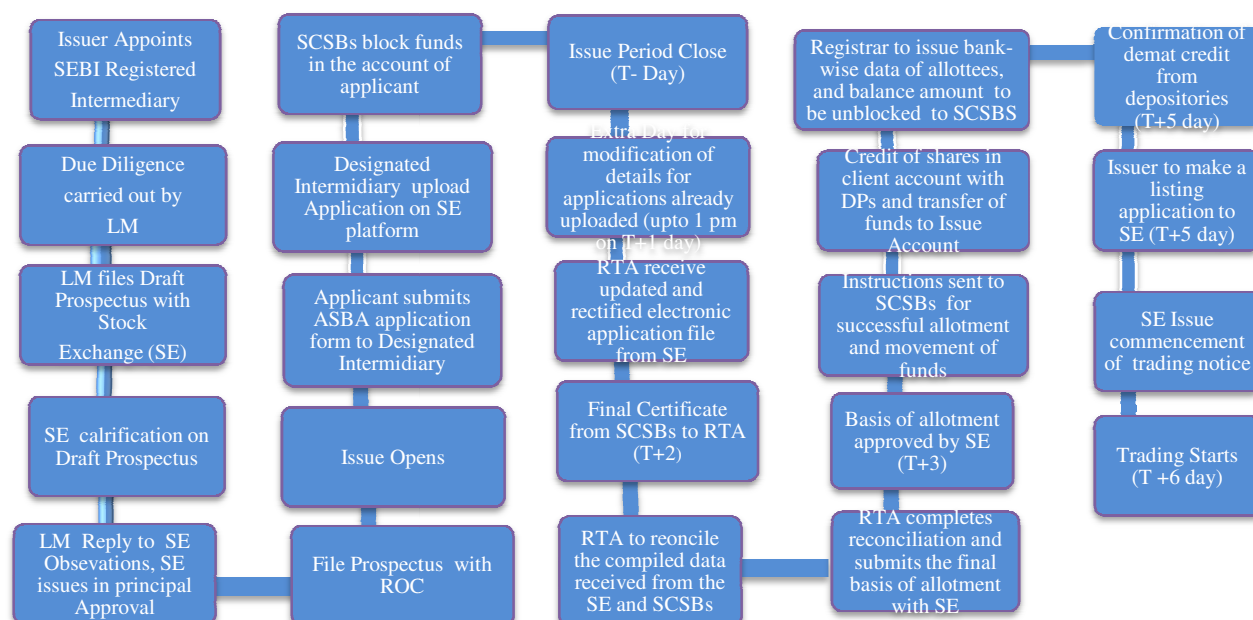 Issuer Appoints
SEBI Registered
Intermediary
Due Diligence
carried out by
LM
LM files Draft
Prospectus with
Stock
Exchange (SE)
SE calrification on
Draft Prospectus
LM Reply to SE
Obsevations, SE
issues in principal
Approval
File Prospectus with
ROC
Issue Opens
Applicant submits
ASBA application
form to Designated
Intermidiary
Designated
Intermidiary upload
Application on SE
platform
SCSBs block funds
in the account of
applicant
Issue Period Close
(T- Day)
Extra Day for
modification of
details for
applications already
uploaded (upto 1 pm
on T+1 day)
RTA receive
updated and
rectified electronic
application file
from SE
Final Certificate
from SCSBs to RTA
(T+2)
RTA to reconcile
the compiled data
received from the
SE and SCSBs
RTA completes
reconciliation and
submits the final
basis of allotment
with SE
Basis of allotment
approved by SE
(T+3)
Instructions sent to
SCSBs for
successful allotment
and movement of
funds
Credit of shares in
client account with
DPs and transfer of
funds to Issue
Account
Registrar to issue bank-
wise data of allottees,
and balance amount to
be unblocked to SCSBS
Confirmation of
demat credit
from
depositories
(T+5 day)
Issuer to make a
listing
application to
SE (T+5 day)
SE Issue
commencement
of trading notice
Trading Starts
(T +6 day)